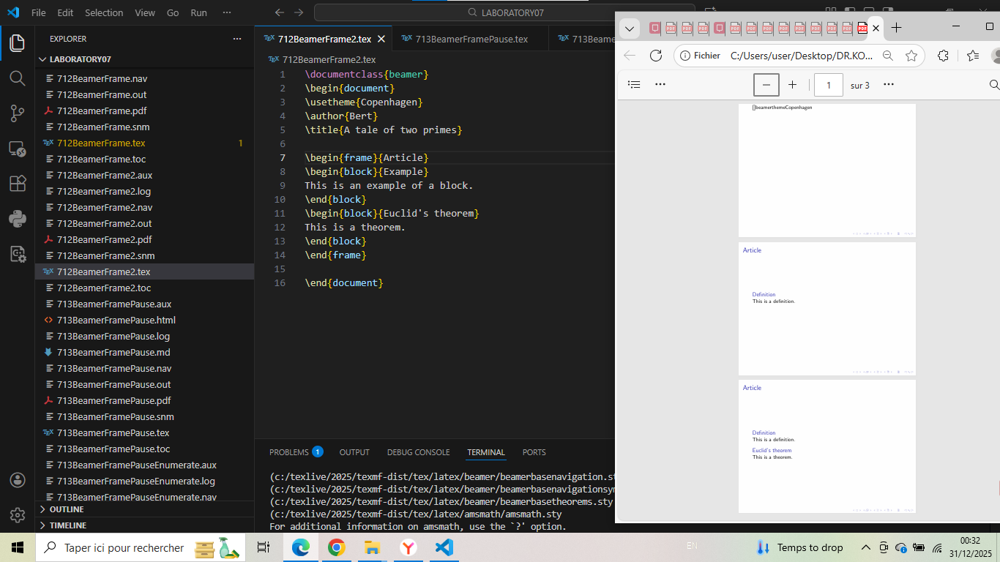 File Edit Selection View Go Run ···
LABORATORY07
EXPLORER ···
LABORATORY07
712BeamerFrame.nav
712BeamerFrame.out
712BeamerFrame.pdf
712BeamerFrame.snm
712BeamerFrame.tex 1
712BeamerFrame.toc
712BeamerFrame2.aux
712BeamerFrame2.log
712BeamerFrame2.nav
712BeamerFrame2.out
712BeamerFrame2.pdf
712BeamerFrame2.snm
712BeamerFrame2.tex
712BeamerFrame2.toc
713BeamerFramePause.aux
713BeamerFramePause.html
713BeamerFramePause.log
713BeamerFramePause.md
713BeamerFramePause.nav
713BeamerFramePause.out
713BeamerFramePause.pdf
713BeamerFramePause.snm
713BeamerFramePause.tex
713BeamerFramePause.toc
713BeamerFramePauseEnumerate.aux
713BeamerFramePauseEnumerate.log
713BeamerFramePauseEnumerate.nav
OUTLINE
TIMELINE
712BeamerFrame2.tex 713BeamerFramePause.tex 713Beame
712BeamerFrame2.tex
1 \documentclass{beamer}
2 \begin{document}
3 \usetheme{Copenhagen}
4 \author{Bert}
5 \title{A tale of two primes}
6
7 \begin{frame}{Article}
8 \begin{block}{Example}
9 This is an example of a block.
10 \end{block}
11 \begin{block}{Euclid's theorem}
12 This is a theorem.
13 \end{block}
14 \end{frame}
15
16 \end{document}
PROBLEMS 1 OUTPUT DEBUG CONSOLE TERMINAL PORTS
(c:/texlive/2025/texmf-dist/tex/latex/beamer/beamerbasenavigation.st
(c:/texlive/2025/texmf-dist/tex/latex/beamer/beamerbasenavigationsym
(c:/texlive/2025/texmf-dist/tex/latex/beamer/beamerbasetheorems.sty
(c:/texlive/2025/texmf-dist/tex/latex/amsmath/amsmath.sty
For additional information on amsmath, use the `?' option.
Fichier C:/Users/user/Desktop/DR.KO...
1 sur 3
beamerthemeCopenhagen
Article
Definition
This is a definition.
Article
Definition
This is a definition.
Euclid's theorem
This is a theorem.
Taper ici pour rechercher
EN
Temps to drop
00:32
31/12/2025